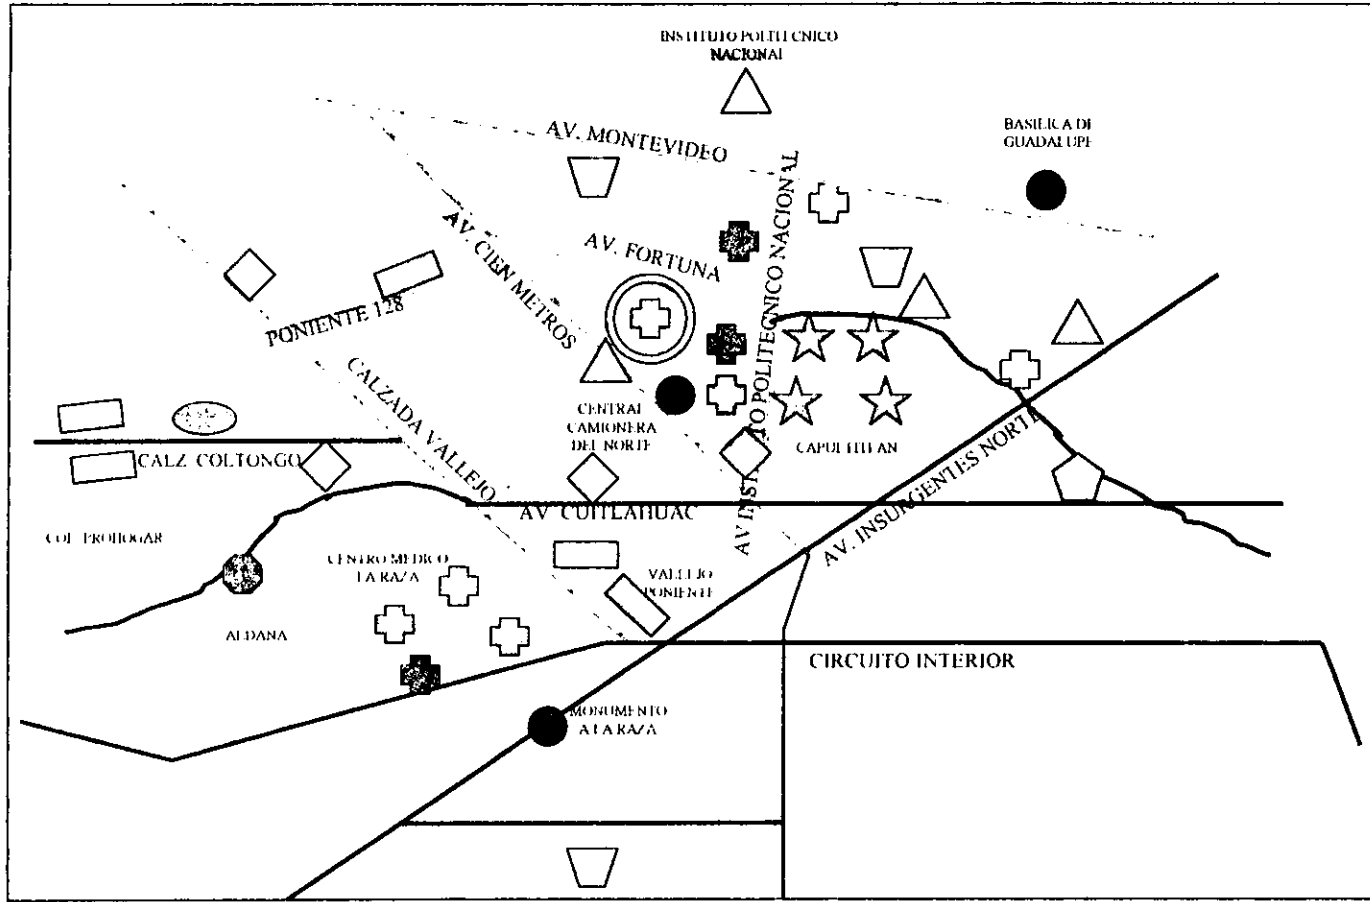 INSTITUTO POLITECNICO
NACIONAL
BASILICA DE
GUADALUPE
AV. MONTEVIDEO
AV. CIEN METROS
AV. FORTUNA
AV INSTITUTO POLITECNICO NACIONAL
PONIENTE 128
CALZADA VALLEJO
CENTRAL
CAMIONERA
DEL NORTE
CAPULTITLAN
CALZ COLTONGO
AV. CUITLAHUAC
AV. INSURGENTES NORTE
COL PROHOGAR
CENTRO MEDICO
LA RAZA
VALLEJO
PONIENTE
ALDANA
CIRCUITO INTERIOR
MONUMENTO
A LA RAZA